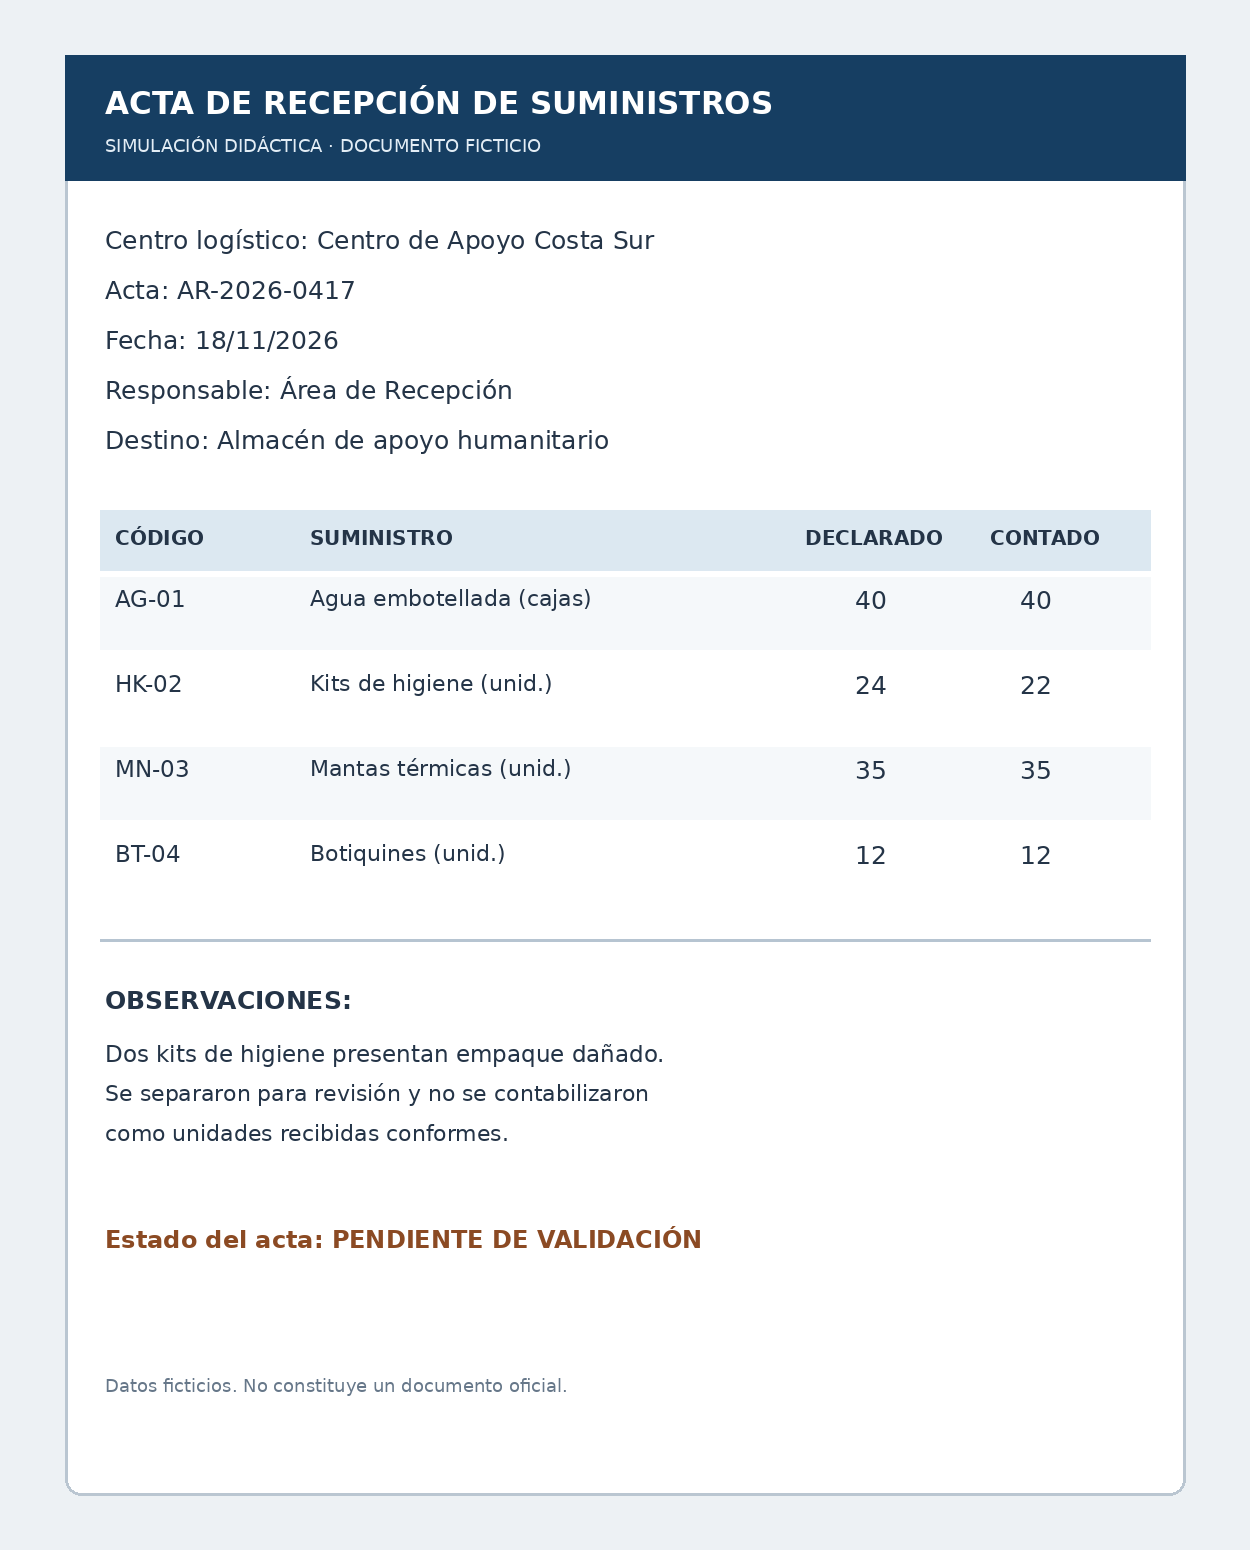 ACTA DE RECEPCIÓN DE SUMINISTROS
SIMULACIÓN DIDÁCTICA · DOCUMENTO FICTICIO
Centro logístico: Centro de Apoyo Costa Sur
Acta: AR-2026-0417
Fecha: 18/11/2026
Responsable: Área de Recepción
Destino: Almacén de apoyo humanitario
CÓDIGO SUMINISTRO DECLARADO CONTADO
AG-01 Agua embotellada (cajas) 40 40
HK-02 Kits de higiene (unid.) 24 22
MN-03 Mantas térmicas (unid.) 35 35
BT-04 Botiquines (unid.) 12 12
OBSERVACIONES:
Dos kits de higiene presentan empaque dañado.
Se separaron para revisión y no se contabilizaron
como unidades recibidas conformes.
Estado del acta: PENDIENTE DE VALIDACIÓN
Datos ficticios. No constituye un documento oficial.